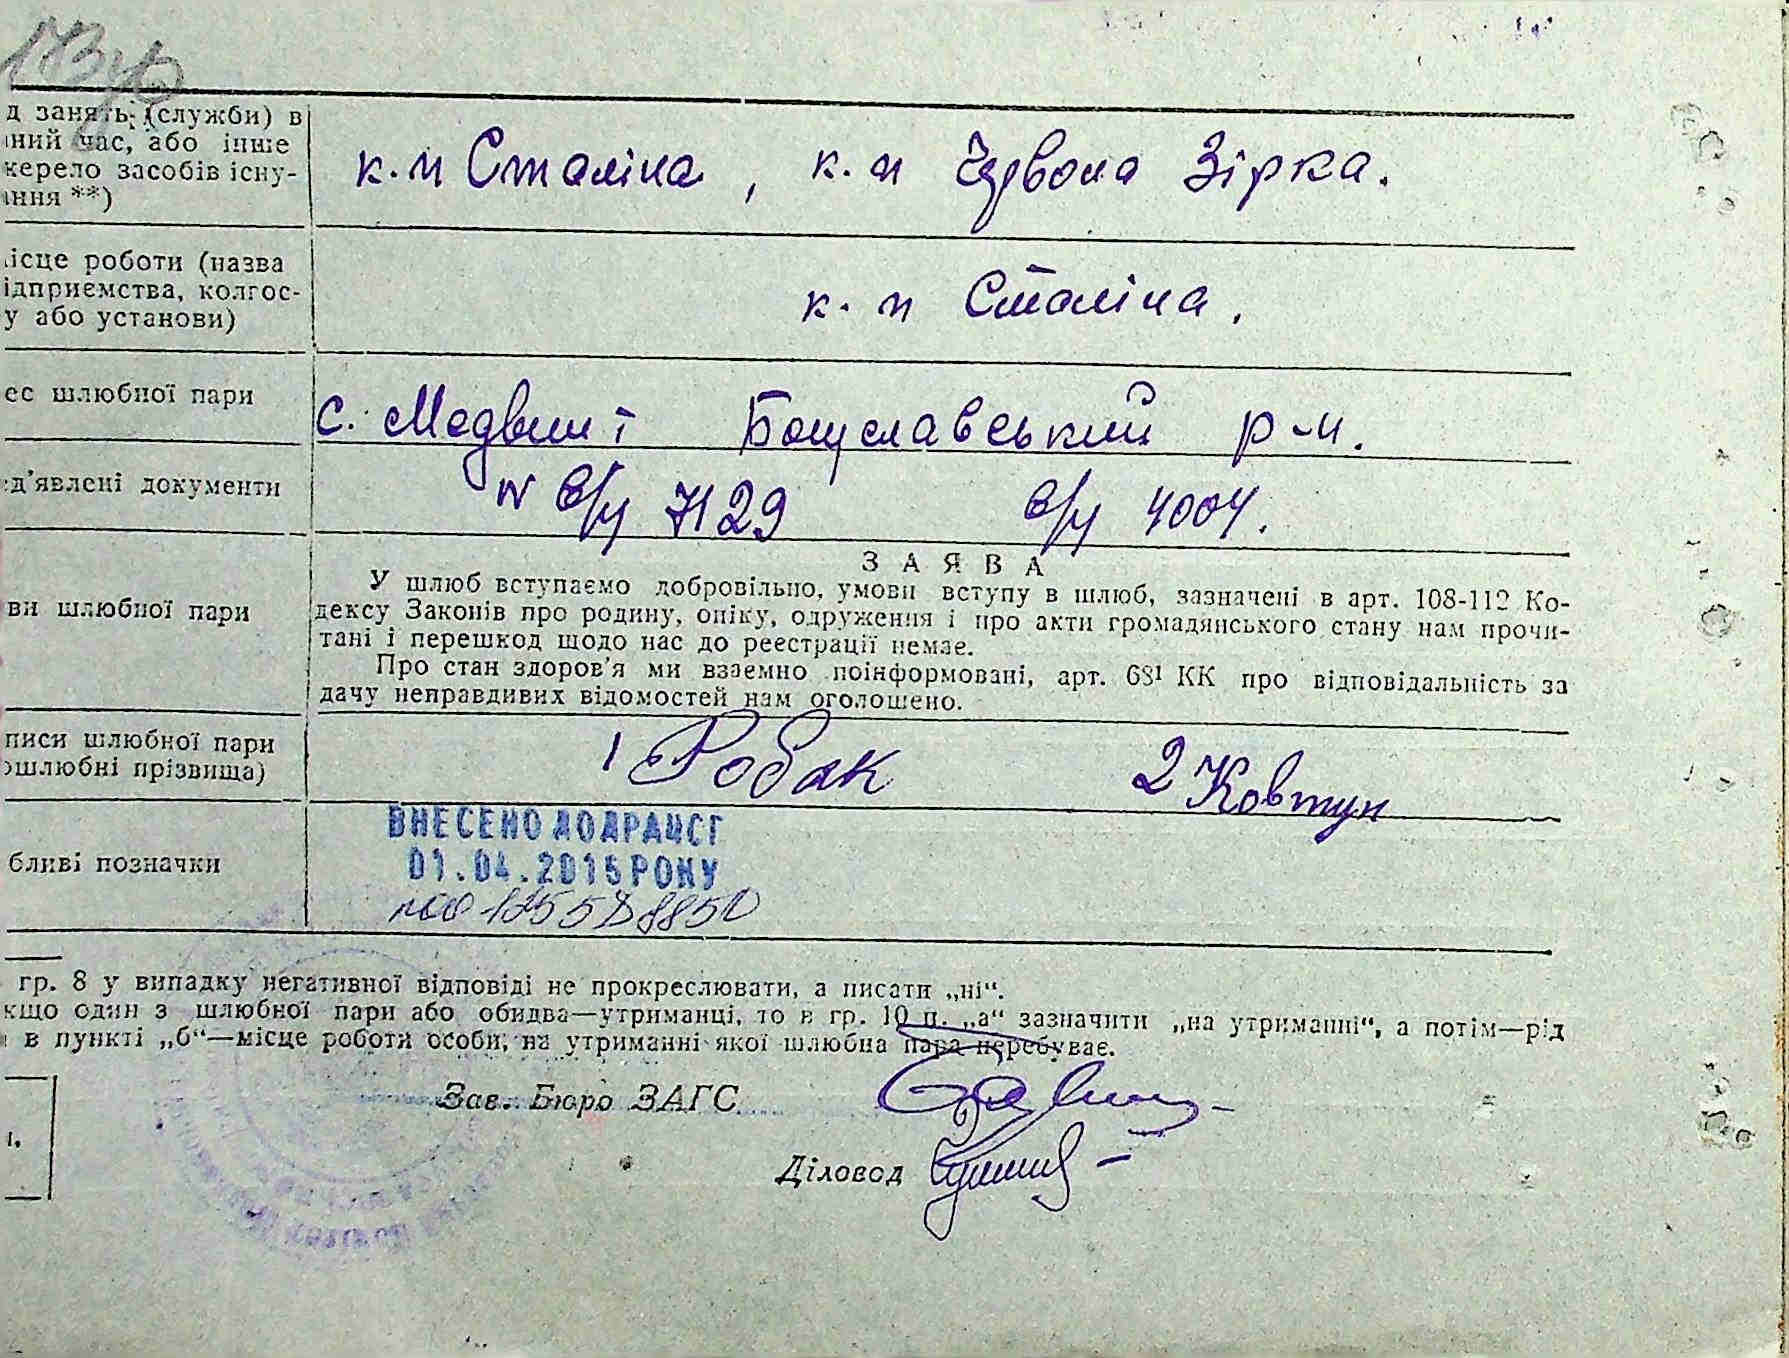 д занять (служби) в
ний час, або інше
жерело засобів існу-
ання **)
к. м Сталіна, к. м Червона Зірка.
ісце роботи (назва
ідприємства, колгос-
у або установи)
к. м Сталіна.
ес шлюбної пари
с. Медвин Богуславський р-н.
д'явлені документи
№ с/ч 7129 с/ч 4004.
ЗАЯВА
ви шлюбної пари
У шлюб вступаємо добровільно, умови вступу в шлюб, зазначені в арт. 108-112 Ко-
дексу Законів про родину, опіку, одруження і про акти громадянського стану нам прочи-
тані і перешкод щодо нас до реєстрації немає.
Про стан здоров'я ми взаємно поінформовані, арт. 68¹ КК про відповідальність за
дачу неправдивих відомостей нам оголошено.
писи шлюбної пари
ошлюбні прізвища)
1 Робак 2 Ковтун
бливі позначки
ВНЕСЕНО ДО ДРАЦСГ
01.04.2015 РОКУ
гр. 8 у випадку негативної відповіді не прокреслювати, а писати „ні“.
кщо один з шлюбної пари або обидва—утриманці, то в гр. 10 п. „а“ зазначити „на утриманні“, а потім—рід
в пункті „б“—місце роботи особи, на утриманні якої шлюбна пара перебуває.
Зав. Бюро ЗАГС
Діловод